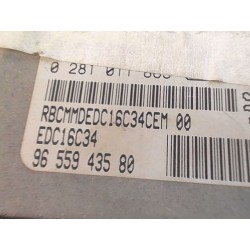 0 281 011
RBCMMDEDC16C34CEM 00
EDC16C34
96 559 435 80